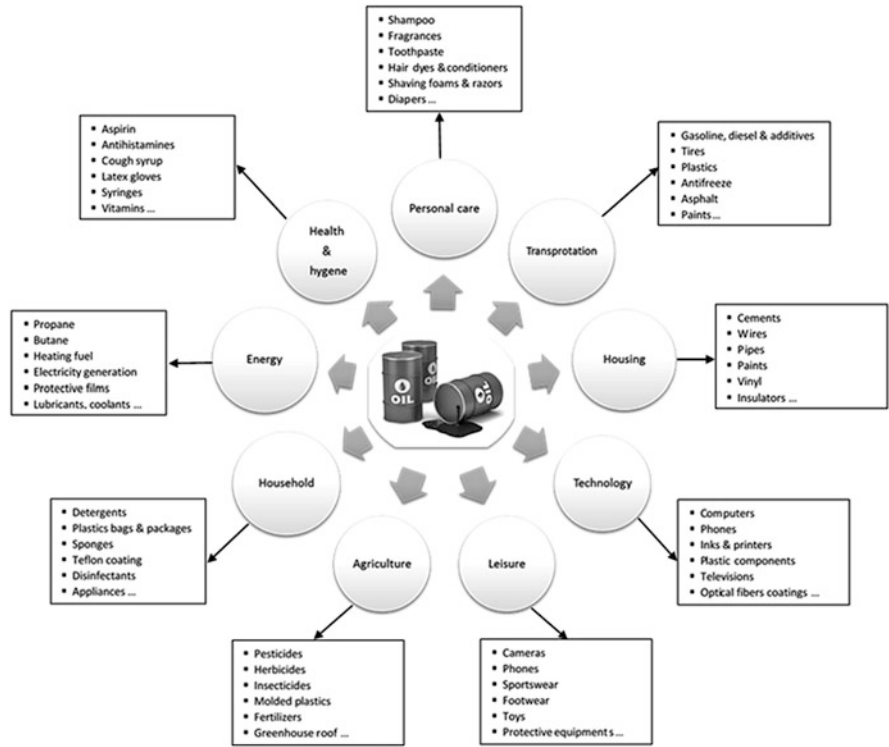 Shampoo
Fragrances
Toothpaste
Hair dyes & conditioners
Shaving foams & razors
Diapers ...
Aspirin
Antihistamines
Cough syrup
Latex gloves
Syringes
Vitamins ...
Gasoline, diesel & additives
Tires
Plastics
Antifreeze
Asphalt
Paints...
Personal care
Health
&
hygene
Transprotation
Propane
Butane
Heating fuel
Electricity generation
Protective films
Lubricants, coolants ...
Energy
Housing
Cements
Wires
Pipes
Paints
Vinyl
Insulators ...
OIL
OIL
Household
Technology
Detergents
Plastics bags & packages
Sponges
Teflon coating
Disinfectants
Appliances ...
Agriculture
Leisure
Computers
Phones
Inks & printers
Plastic components
Televisions
Optical fibers coatings ...
Pesticides
Herbicides
Insecticides
Molded plastics
Fertilizers
Greenhouse roof ...
Cameras
Phones
Sportswear
Footwear
Toys
Protective equipments ...